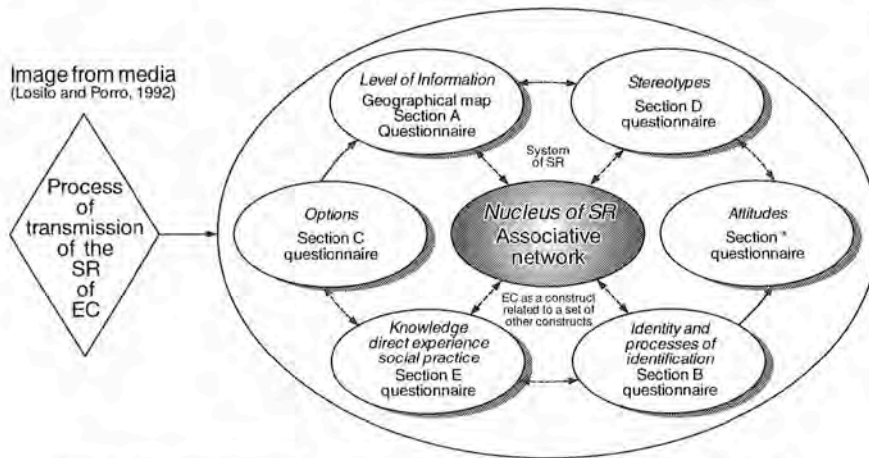 Image from media
(Losito and Porro, 1992)
Process
of
transmission
of the
SR
of
EC
Level of Information
Geographical map
Section A
Questionnaire
Stereotypes
Section D
questionnaire
System
of SR
Options
Section C
questionnaire
Nucleus of SR
Associative
network
Attitudes
Section
questionnaire
EC as a construct
related to a set of
other constructs
Knowledge
direct experience
social practice
Section E
questionnaire
Identity and
processes of
identification
Section B
questionnaire